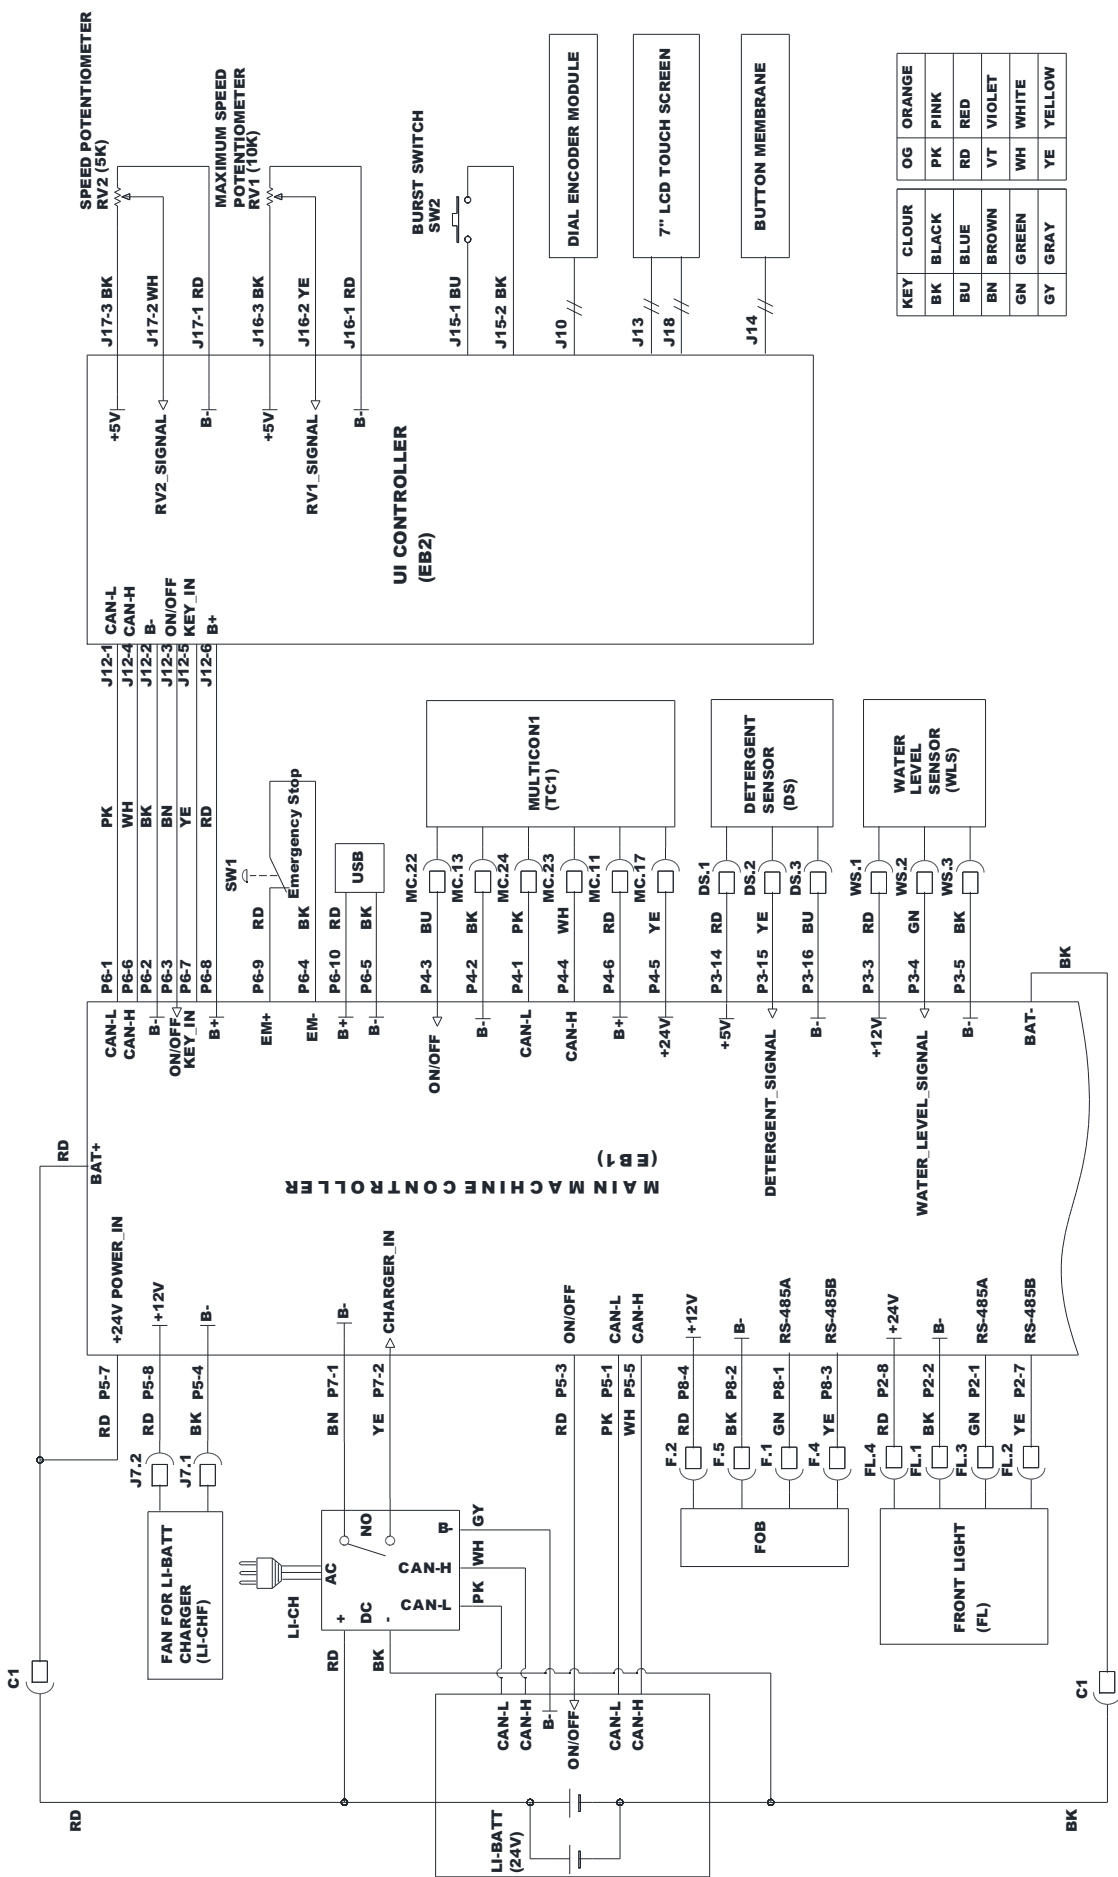 SPEED POTENTIOMETER
RV2 (5K)
MAXIMUM SPEED
POTENTIOMETER
RV1 (10K)
BURST SWITCH
SW2
DIAL ENCODER MODULE
7" LCD TOUCH SCREEN
BUTTON MEMBRANE
J17-3 BK
J17-2 WH
J17-1 RD
J16-3 BK
J16-2 YE
J16-1 RD
J15-1 BU
J15-2 BK
J10
J13
J18
J14
KEY CLOUR
BK BLACK
BU BLUE
BN BROWN
GN GREEN
GY GRAY
OG ORANGE
PK PINK
RD RED
VT VIOLET
WH WHITE
YE YELLOW
+5V
RV2_SIGNAL
B-
+5V
RV1_SIGNAL
B-
UI CONTROLLER
(EB2)
CAN-L
CAN-H
B-
ON/OFF
KEY_IN
B+
J12-1
J12-4
J12-2
J12-3
J12-5
J12-6
PK
WH
BK
BN
YE
RD
P6-1
P6-6
P6-2
P6-3
P6-7
P6-8
SW1
Emergency Stop
RD
BK
P6-9
P6-4
USB
RD
BK
P6-10
P6-5
MULTICON1
(TC1)
MC.22
MC.13
MC.24
MC.23
MC.11
MC.17
BU
BK
PK
WH
RD
YE
P4-3
P4-2
P4-1
P4-4
P4-6
P4-5
DETERGENT
SENSOR
(DS)
DS.1
DS.2
DS.3
RD
YE
BU
P3-14
P3-15
P3-16
WATER
LEVEL
SENSOR
(WLS)
WS.1
WS.2
WS.3
RD
GN
BK
P3-3
P3-4
P3-5
BK
CAN-L
CAN-H
B-
ON/OFF
KEY_IN
B+
EM+
EM-
B+
B-
ON/OFF
B-
CAN-L
CAN-H
B+
+24V
+5V
DETERGENT_SIGNAL
B-
+12V
WATER_LEVEL_SIGNAL
B-
BAT-
RD
BAT+
MAIN MACHINE CONTROLLER
(EB1)
+24V POWER_IN
+12V
B-
B-
CHARGER_IN
ON/OFF
CAN-L
CAN-H
+12V
B-
RS-485A
RS-485B
+24V
B-
RS-485A
RS-485B
RD P5-7
RD P5-8
BK P5-4
BN P7-1
YE P7-2
RD P5-3
PK P5-1
WH P5-5
RD P8-4
BK P8-2
GN P8-1
YE P8-3
RD P2-8
BK P2-2
GN P2-1
YE P2-7
J7.2
J7.1
F.2
F.5
F.1
F.4
FL.4
FL.1
FL.3
FL.2
FAN FOR LI-BATT
CHARGER
(LI-CHF)
LI-CH
AC
NO
+
DC
-
B-
CAN-H
CAN-L
GY
WH
PK
RD
BK
FOB
FRONT LIGHT
(FL)
C1
C1
CAN-L
CAN-H
B-
ON/OFF
CAN-L
CAN-H
LI-BATT
(24V)
RD
BK